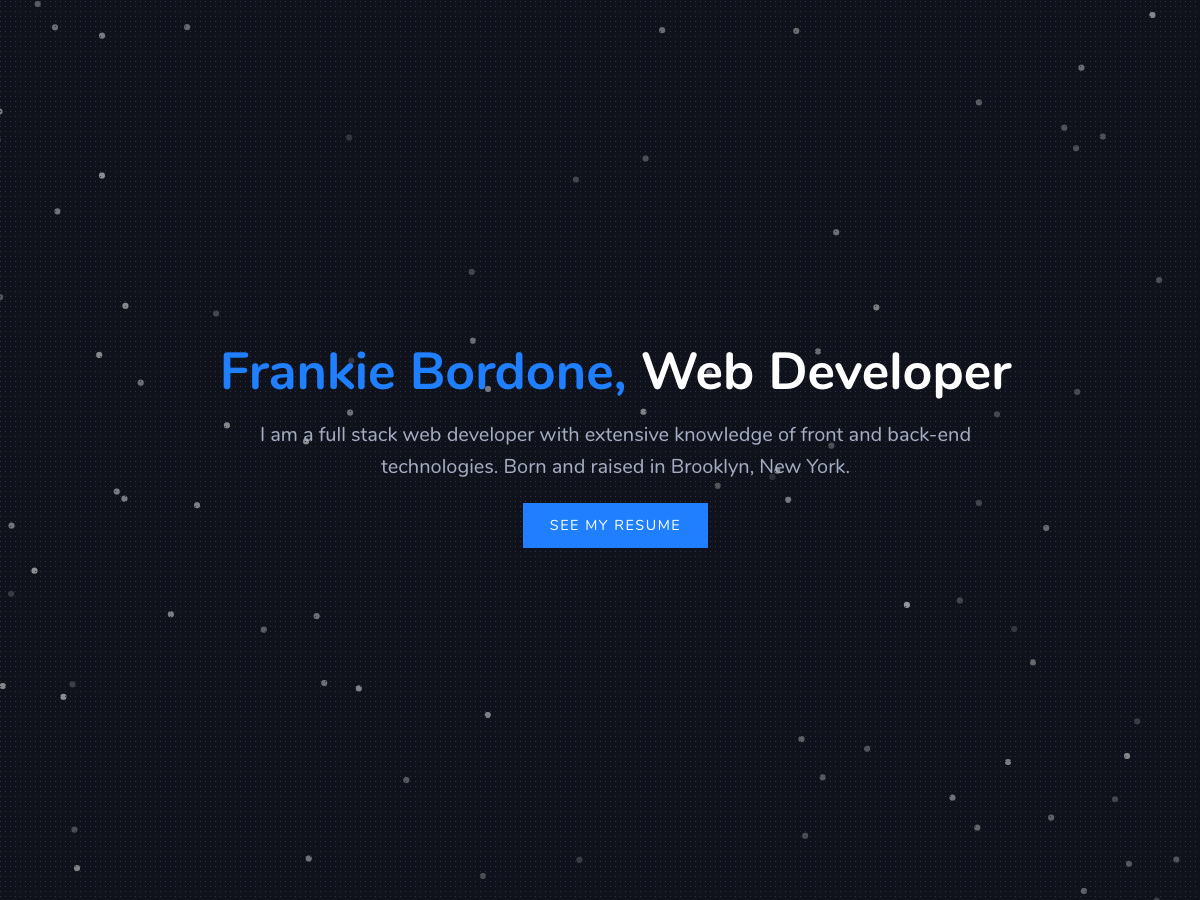 Frankie Bordone, Web Developer
I am a full stack web developer with extensive knowledge of front and back-end
technologies. Born and raised in Brooklyn, New York.
SEE MY RESUME